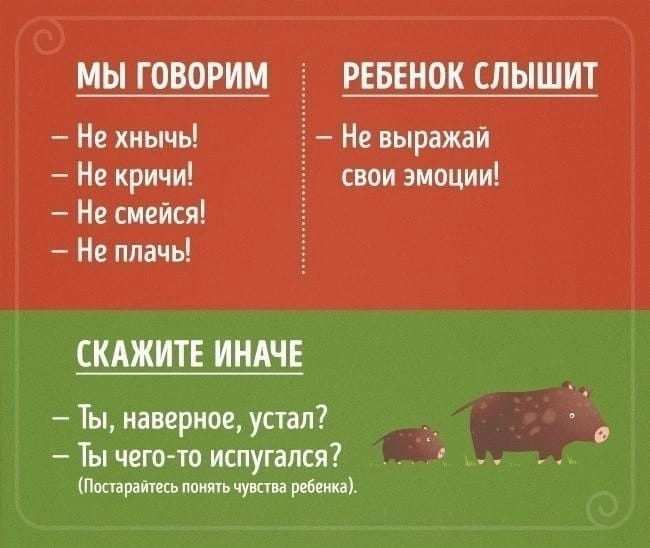 МЫ ГОВОРИМ
– Не хнычь!
– Не кричи!
– Не смейся!
– Не плачь!
РЕБЕНОК СЛЫШИТ
– Не выражай
свои эмоции!
СКАЖИТЕ ИНАЧЕ
– Ты, наверное, устал?
– Ты чего-то испугался?
(Постарайтесь понять чувства ребенка).